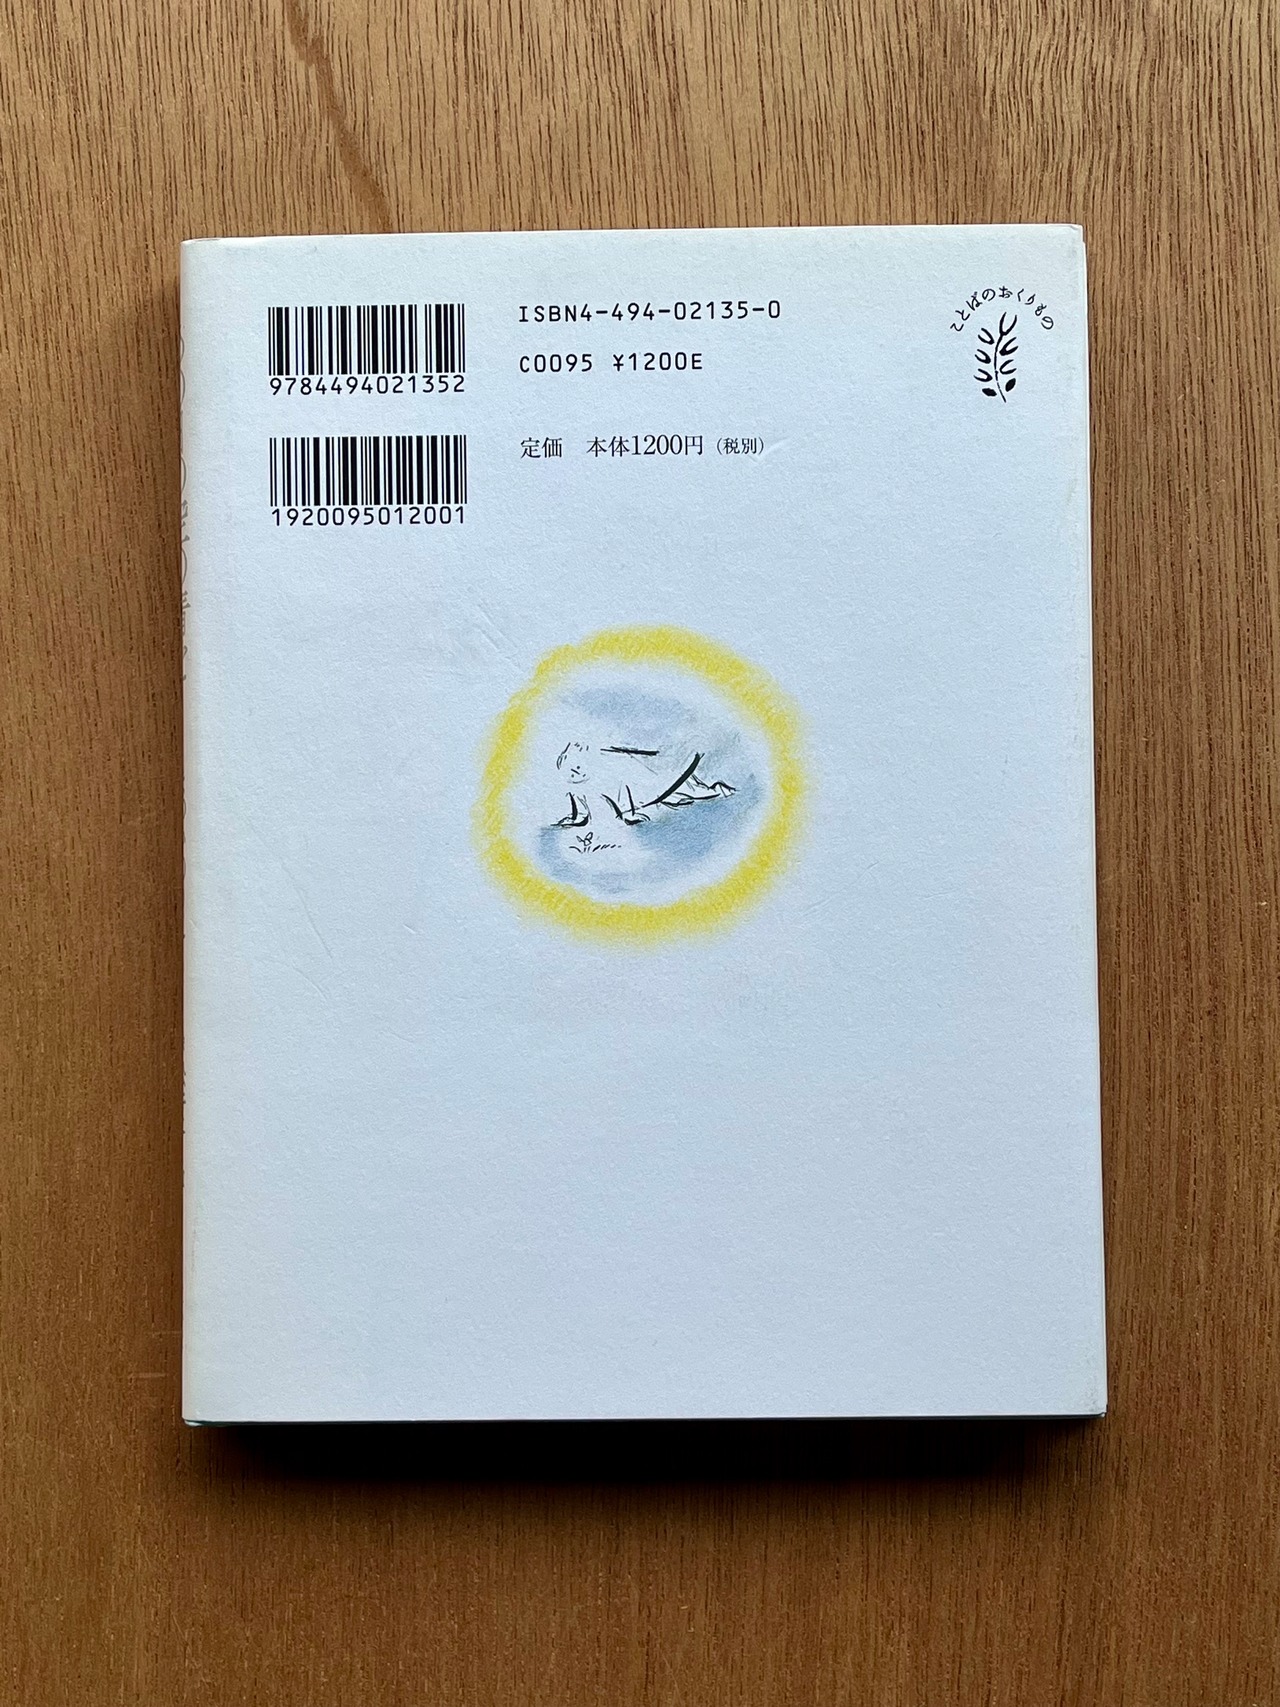 9784494021352
ISBN4-494-02135-0
C0095 ¥1200E
1920095012001
定価 本体1200円（税別）
ことばのおくりもの